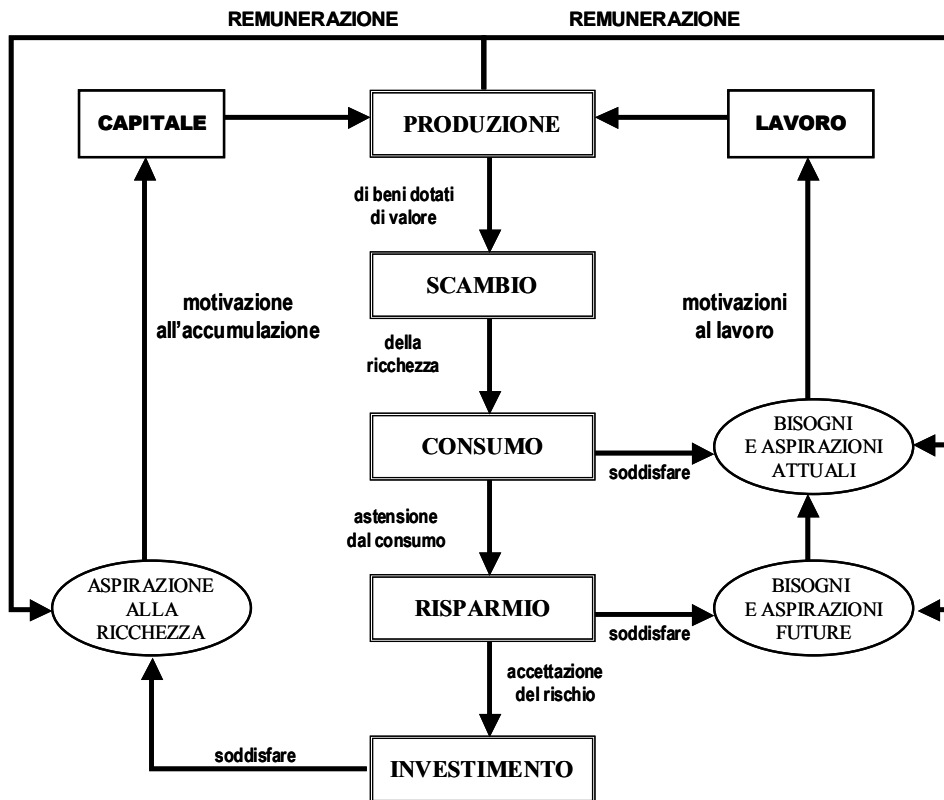 REMUNERAZIONE
REMUNERAZIONE
CAPITALE
PRODUZIONE
LAVORO
di beni dotati
di valore
SCAMBIO
motivazione
all'accumulazione
motivazioni
al lavoro
della
ricchezza
CONSUMO
soddisfare
BISOGNI
E ASPIRAZIONI
ATTUALI
astensione
dal consumo
ASPIRAZIONE
ALLA
RICCHEZZA
RISPARMIO
soddisfare
BISOGNI
E ASPIRAZIONI
FUTURE
accettazione
del rischio
soddisfare
INVESTIMENTO